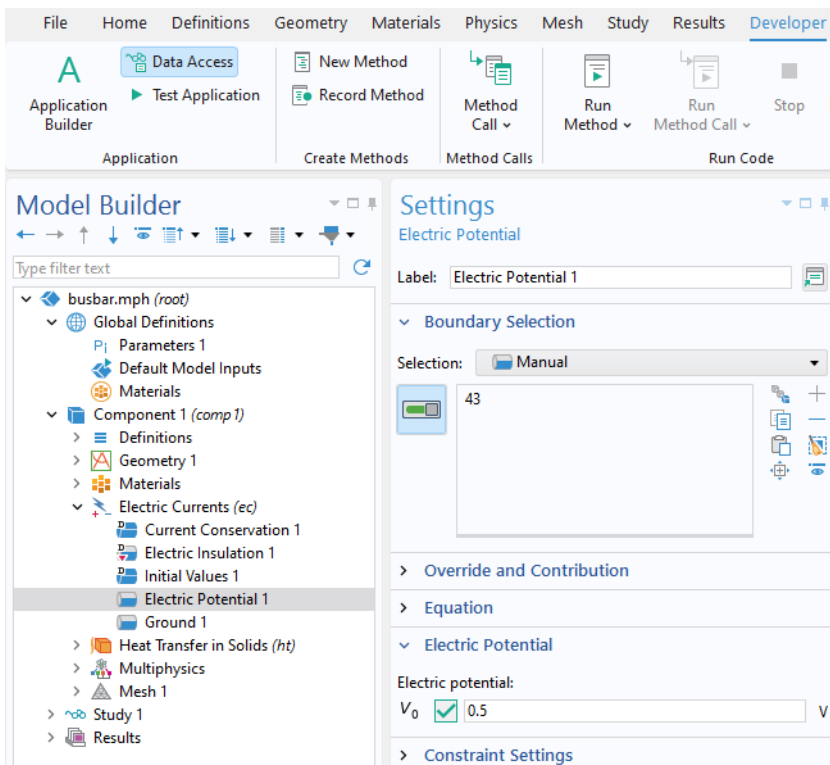 File Home Definitions Geometry Materials Physics Mesh Study Results Developer
Data Access
Test Application
Application
Builder
Application
New Method
Record Method
Create Methods
Method
Call
Method Calls
Run
Method
Run
Method Call
Stop
Run Code
Model Builder
Type filter text
busbar.mph (root)
Global Definitions
Pi Parameters 1
Default Model Inputs
Materials
Component 1 (comp1)
Definitions
Geometry 1
Materials
Electric Currents (ec)
D Current Conservation 1
D Electric Insulation 1
D Initial Values 1
Electric Potential 1
Ground 1
Heat Transfer in Solids (ht)
Multiphysics
Mesh 1
Study 1
Results
Settings
Electric Potential
Label: Electric Potential 1
Boundary Selection
Selection: Manual
43
Override and Contribution
Equation
Electric Potential
Electric potential:
V0 0.5 V
Constraint Settings